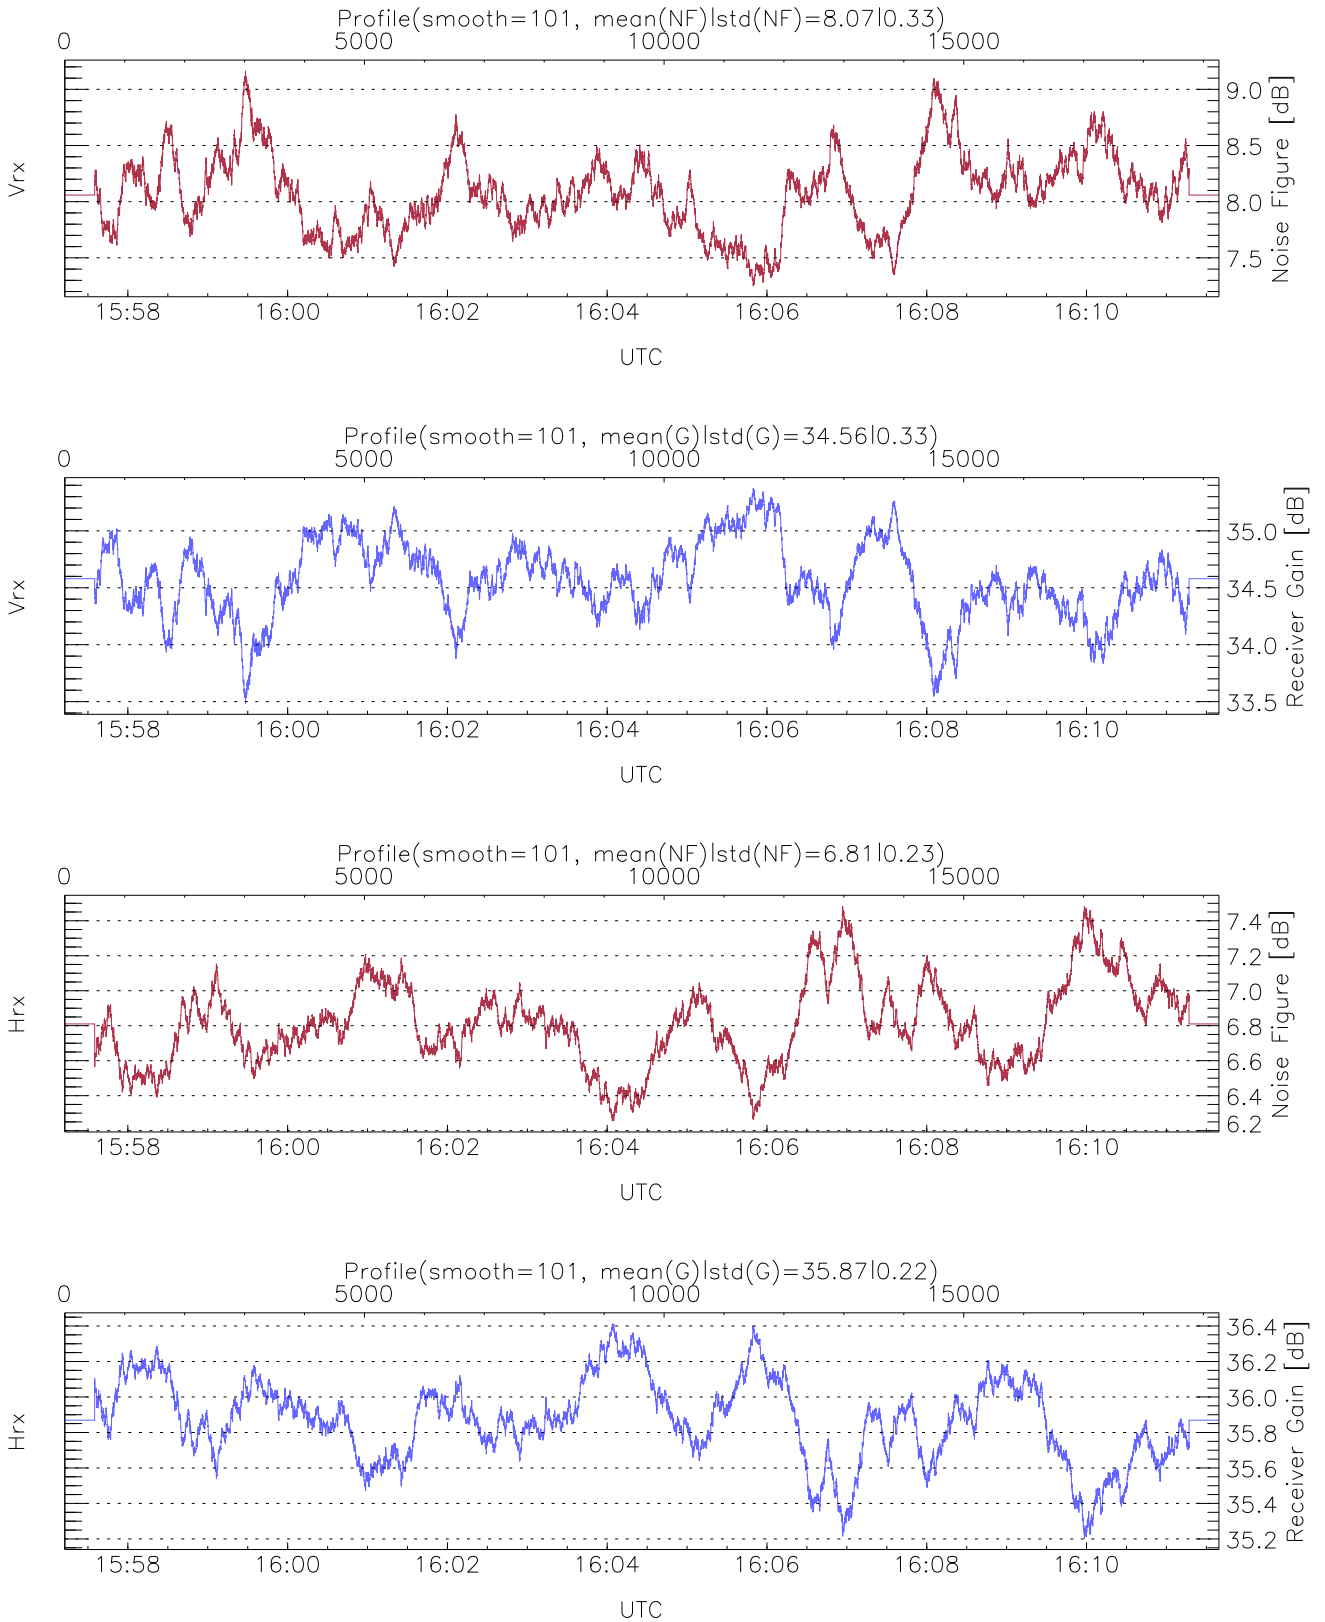 Profile(smooth=101, mean(NF)|std(NF)=8.07|0.33)
0 5000 10000 15000
Vrx
9.0
8.5
8.0
7.5
Noise Figure [dB]
15:58 16:00 16:02 16:04 16:06 16:08 16:10
UTC
Profile(smooth=101, mean(G)|std(G)=34.56|0.33)
0 5000 10000 15000
Vrx
35.0
34.5
34.0
33.5
Receiver Gain [dB]
15:58 16:00 16:02 16:04 16:06 16:08 16:10
UTC
Profile(smooth=101, mean(NF)|std(NF)=6.81|0.23)
0 5000 10000 15000
Hrx
7.4
7.2
7.0
6.8
6.6
6.4
6.2
Noise Figure [dB]
15:58 16:00 16:02 16:04 16:06 16:08 16:10
UTC
Profile(smooth=101, mean(G)|std(G)=35.87|0.22)
0 5000 10000 15000
Hrx
36.4
36.2
36.0
35.8
35.6
35.4
35.2
Receiver Gain [dB]
15:58 16:00 16:02 16:04 16:06 16:08 16:10
UTC